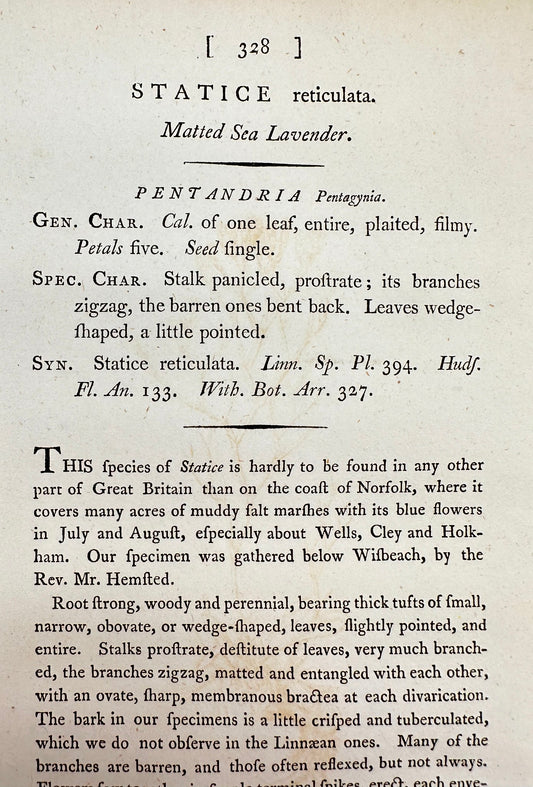 [ 328 ]
STATICE reticulata.
Matted Sea Lavender.
PENTANDRIA Pentagynia.
GEN. CHAR. Cal. of one leaf, entire, plaited, filmy.
Petals five. Seed ſingle.
SPEC. CHAR. Stalk panicled, proſtrate; its branches
zigzag, the barren ones bent back. Leaves wedge-
ſhaped, a little pointed.
SYN. Statice reticulata. Linn. Sp. Pl. 394. Hudſ.
Fl. An. 133. With. Bot. Arr. 327.
THIS ſpecies of Statice is hardly to be found in any other
part of Great Britain than on the coaſt of Norfolk, where it
covers many acres of muddy ſalt marſhes with its blue flowers
in July and Auguſt, eſpecially about Wells, Cley and Holk-
ham. Our ſpecimen was gathered below Wiſbeach, by the
Rev. Mr. Hemſted.
Root ſtrong, woody and perennial, bearing thick tufts of ſmall,
narrow, obovate, or wedge-ſhaped, leaves, ſlightly pointed, and
entire. Stalks proſtrate, deſtitute of leaves, very much branch-
ed, the branches zigzag, matted and entangled with each other,
with an ovate, ſharp, membranous bractea at each divarication.
The bark in our ſpecimens is a little criſped and tuberculated,
which we do not obſerve in the Linnæan ones. Many of the
branches are barren, and thoſe often reflexed, but not always.
terminal ſpikes, erect, each enve-